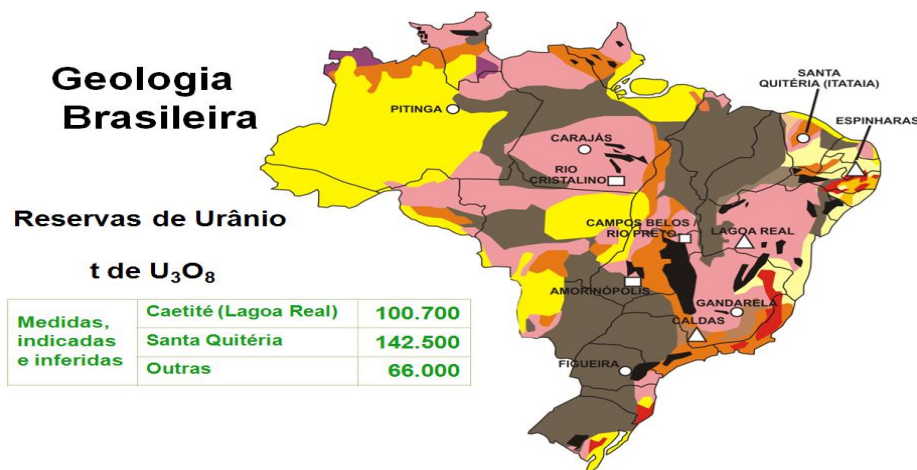 Geologia
Brasileira
Reservas de Urânio
t de U₃O₈
Medidas,
indicadas
e inferidas
Caetité (Lagoa Real) 100.700
Santa Quitéria 142.500
Outras 66.000
SANTA
QUITÉRIA (ITATAIA)
ESPINHARAS
PITINGA
CARAJÁS
RIO
CRISTALINO
CAMPOS BELOS /
RIO PRETO
LAGOA REAL
AMORINÓPOLIS
GANDARELA
CALDAS
FIGUEIRA